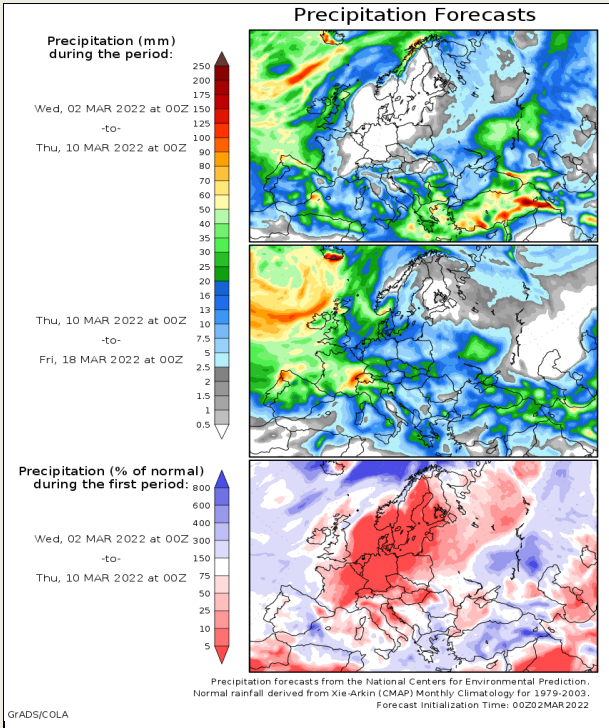 Precipitation Forecasts
Precipitation (mm)
during the period:
Wed, 02 MAR 2022 at 00Z
-to-
Thu, 10 MAR 2022 at 00Z
250
200
175
150
125
100
90
80
70
60
50
40
35
30
25
20
16
13
10
7.5
5
2.5
2
1.5
1
0.5
Thu, 10 MAR 2022 at 00Z
-to-
Fri, 18 MAR 2022 at 00Z
Precipitation (% of normal)
during the first period:
Wed, 02 MAR 2022 at 00Z
-to-
Thu, 10 MAR 2022 at 00Z
800
600
400
300
150
75
50
25
10
5
Precipitation forecasts from the National Centers for Environmental Prediction.
Normal rainfall derived from Xie-Arkin (CMAP) Monthly Climatology for 1979-2003.
Forecast Initialization Time: 00Z02MAR2022
GrADS/COLA